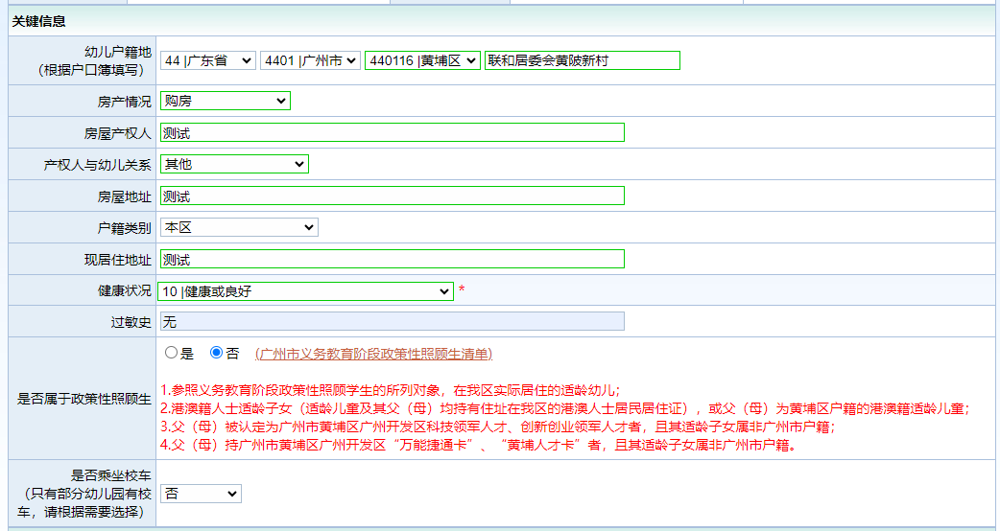 关键信息
幼儿户籍地
（根据户口簿填写）
44 |广东省 4401 |广州市 440116 |黄埔区 联和居委会黄陂新村
房产情况 购房
房屋产权人 测试
产权人与幼儿关系 其他
房屋地址 测试
户籍类别 本区
现居住地址 测试
健康状况 10 |健康或良好 *
过敏史 无
是否属于政策性照顾生
是 否 (广州市义务教育阶段政策性照顾生清单)
1.参照义务教育阶段政策性照顾学生的所列对象，在我区实际居住的适龄幼儿；
2.港澳籍人士适龄子女（适龄儿童及其父（母）均持有住址在我区的港澳人士居民居住证），或父（母）为黄埔区户籍的港澳籍适龄儿童；
3.父（母）被认定为广州市黄埔区广州开发区科技领军人才、创新创业领军人才者，且其适龄子女属非广州市户籍；
4.父（母）持广州市黄埔区广州开发区“万能捷通卡”、“黄埔人才卡”者，且其适龄子女属非广州市户籍。
是否乘坐校车
（只有部分幼儿园有校
车，请根据需要选择）
否